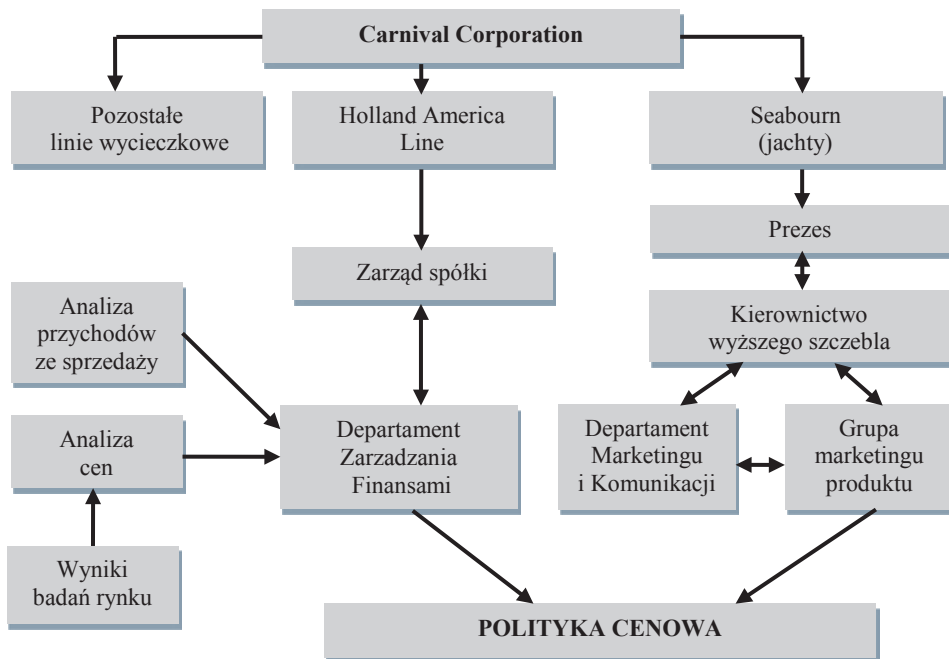 Carnival Corporation
Pozostałe
linie wycieczkowe
Holland America
Line
Seabourn
(jachty)
Prezes
Zarząd spółki
Analiza
przychodów
ze sprzedaży
Kierownictwo
wyższego szczebla
Analiza
cen
Departament
Zarzadzania
Finansami
Departament
Marketingu
i Komunikacji
Grupa
marketingu
produktu
Wyniki
badań rynku
POLITYKA CENOWA